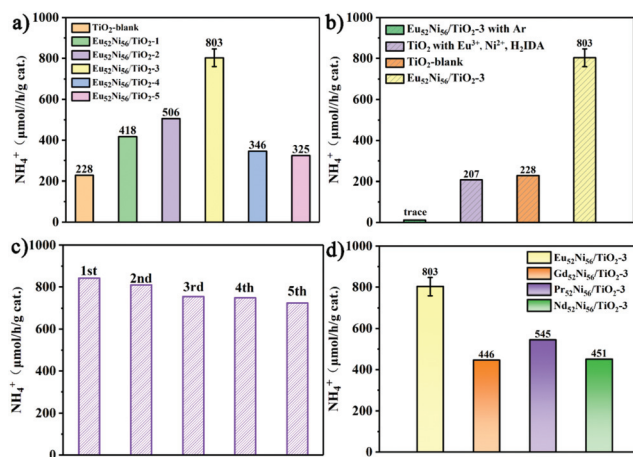 a)
NH₄⁺ (μmol//h/g cat.)
1000
800
600
400
200
0
TiO₂-blank
Eu₅₂Ni₅₆/TiO₂-1
Eu₅₂Ni₅₆/TiO₂-2
Eu₅₂Ni₅₆/TiO₂-3
Eu₅₂Ni₅₆/TiO₂-4
Eu₅₂Ni₅₆/TiO₂-5
228
418
506
803
346
325
b)
NH₄⁺ (μmol/h/g cat.)
1000
800
600
400
200
0
Eu₅₂Ni₅₆/TiO₂-3 with Ar
TiO₂ with Eu³⁺, Ni²⁺, H₂IDA
TiO₂-blank
Eu₅₂Ni₅₆/TiO₂-3
trace
207
228
803
c)
NH₄⁺ (μmol/h/g cat.)
1000
800
600
400
200
0
1st
2nd
3rd
4th
5th
d)
NH₄⁺ (μmol/h/g cat.)
1000
800
600
400
200
0
Eu₅₂Ni₅₆/TiO₂-3
Gd₅₂Ni₅₆/TiO₂-3
Pr₅₂Ni₅₆/TiO₂-3
Nd₅₂Ni₅₆/TiO₂-3
803
446
545
451